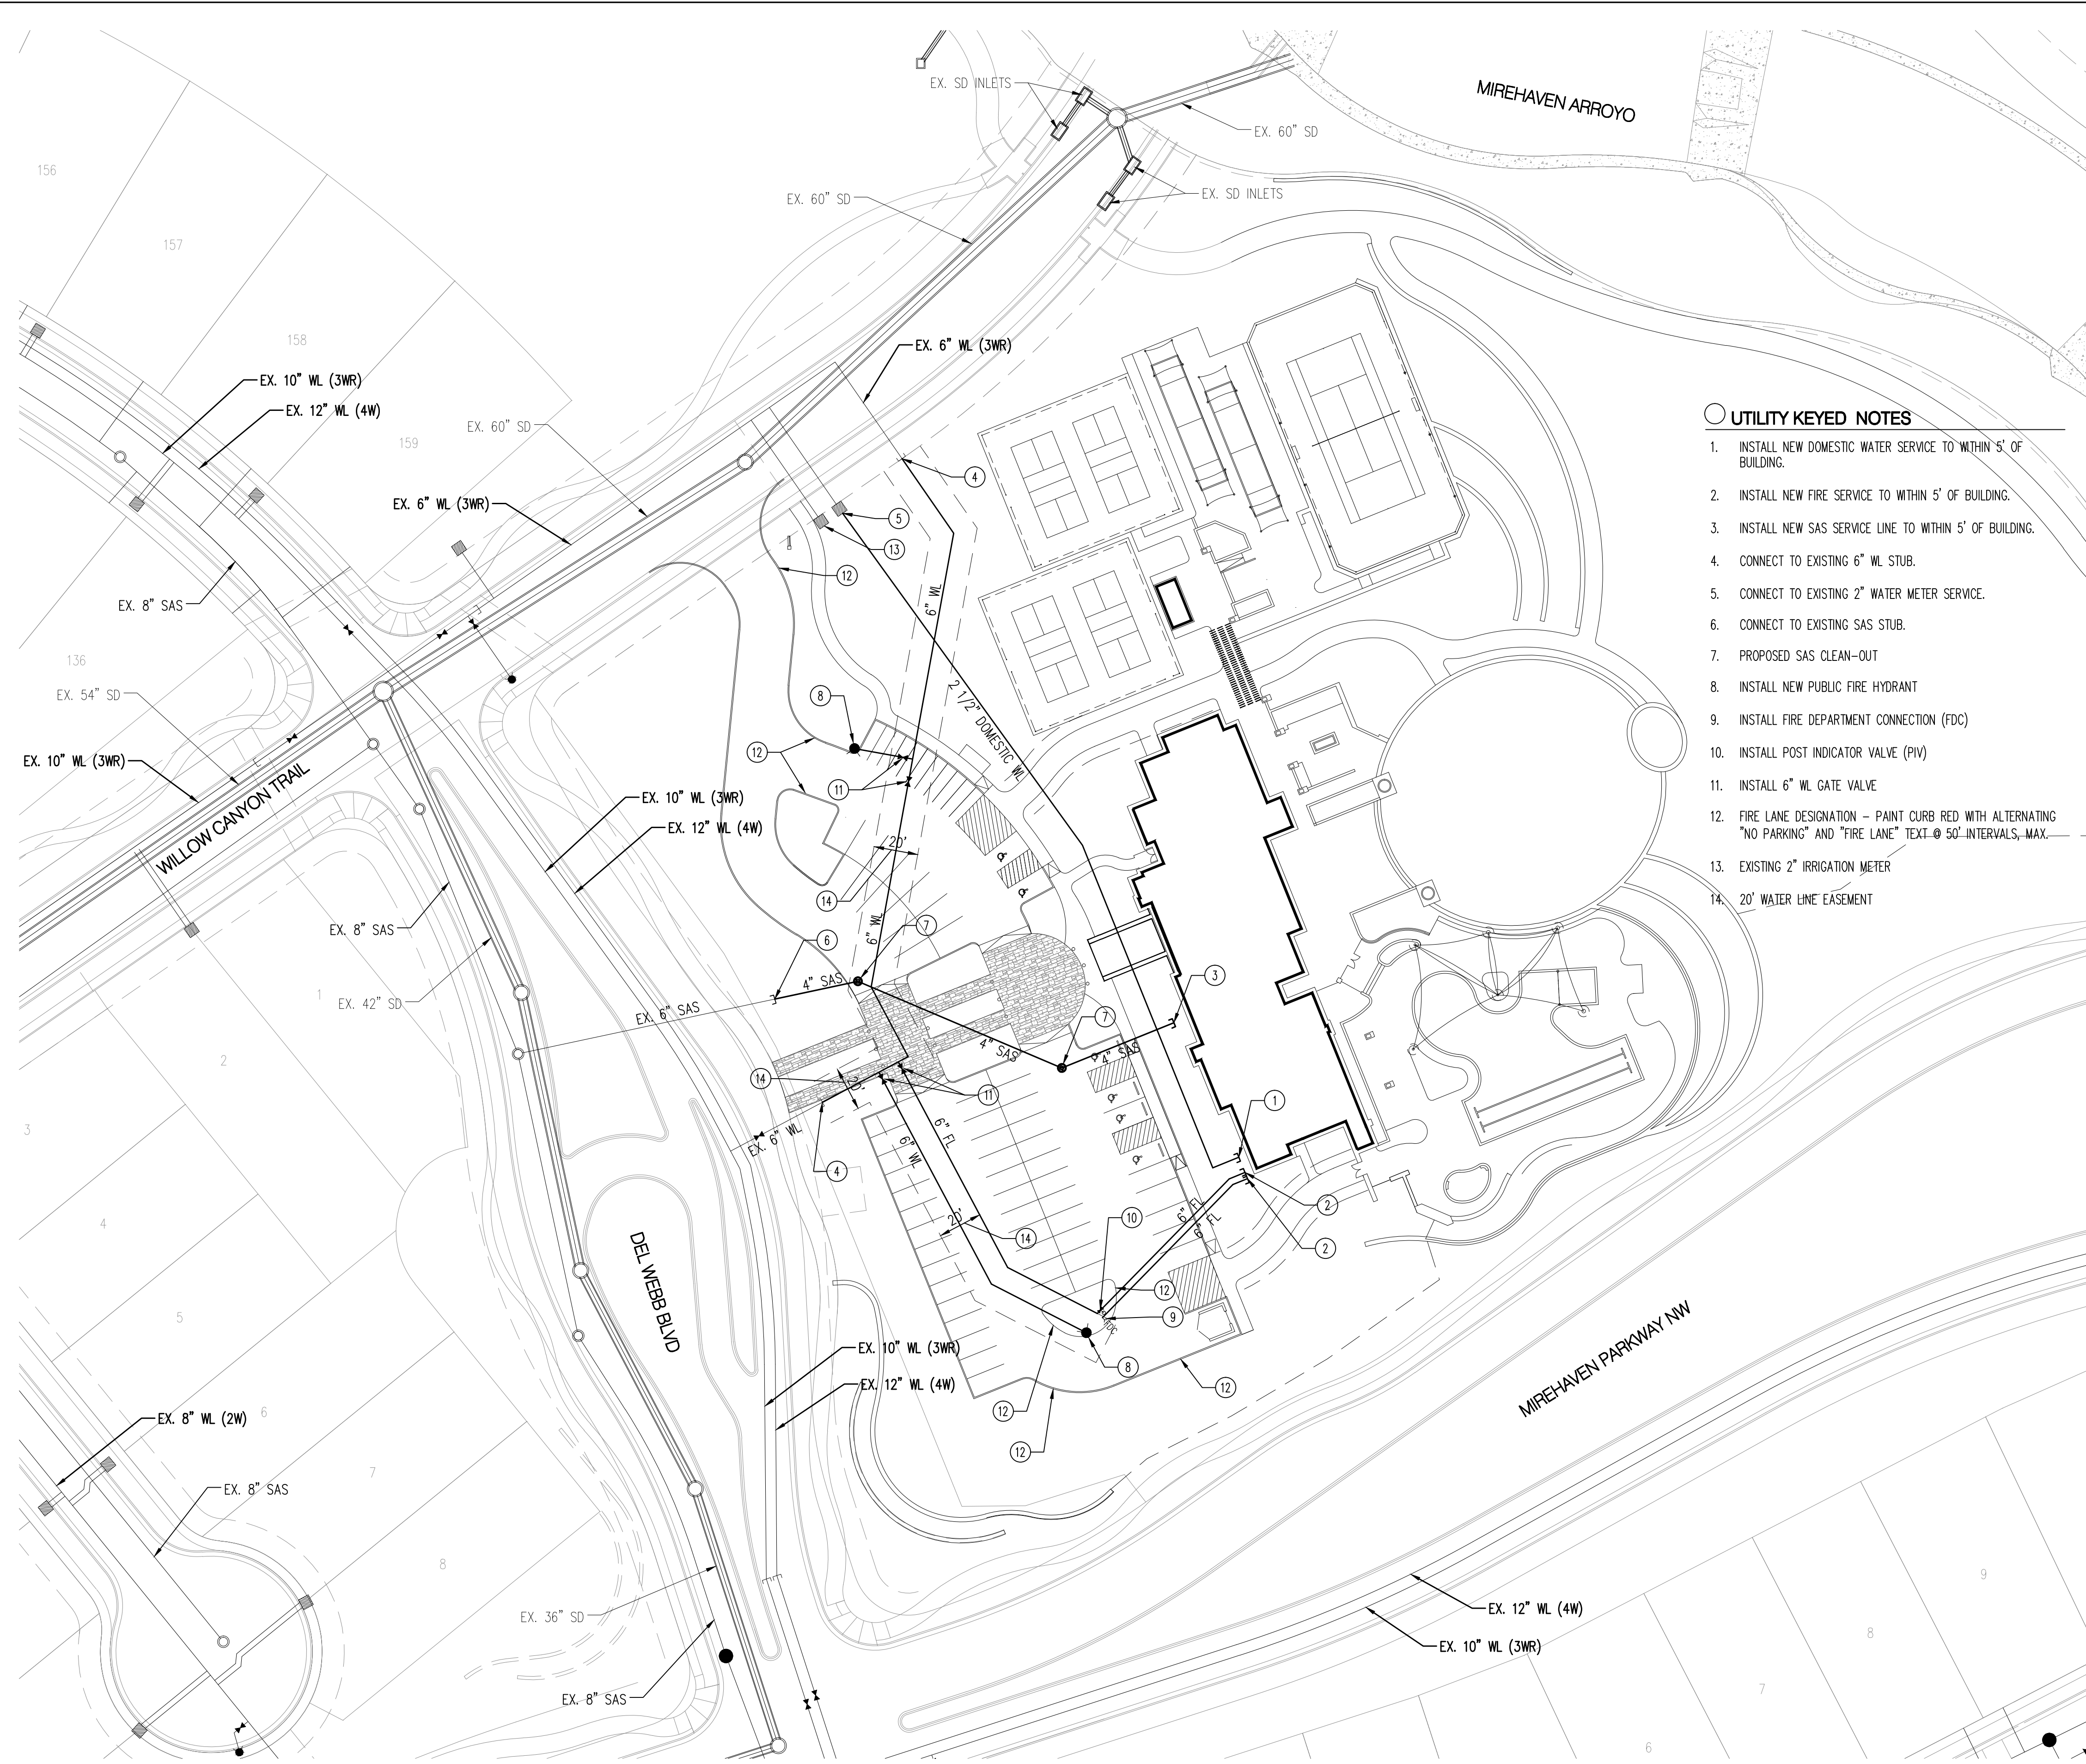 EX. SD INLETS
MIREHAVEN ARROYO
EX. 60" SD
156
EX. 60" SD
EX. SD INLETS
157
158
EX. 6" WL (3WR)
EX. 10" WL (3WR)
EX. 12" WL (4W)
159
EX. 60" SD
EX. 6" WL (3WR)
4
5
13
12
EX. 8" SAS
6" WL
136
EX. 54" SD
8
2 1/2" DOMESTIC WL
12
EX. 10" WL (3WR)
WILLOW CANYON TRAIL
11
EX. 10" WL (3WR)
EX. 12" WL (4W)
20'
14
6" WL
7
EX. 8" SAS
6
3
4" SAS
1
EX. 42" SD
EX. 6" SAS
7
4" SAS
4" SAS
2
14
20'
11
1
6" FL
6" WL
EX. 6" WL
3
4
2
6" FL
6" FL
10
20'
14
2
4
DEL WEBB BLVD
12
9
FDC
5
EX. 10" WL (3WR)
8
EX. 12" WL (4W)
12
12
12
MIREHAVEN PARKWAY NW
EX. 8" WL (2W)
6
7
EX. 8" SAS
8
EX. 36" SD
EX. 8" SAS
EX. 12" WL (4W)
EX. 10" WL (3WR)
9
8
7
6
UTILITY KEYED NOTES
1. INSTALL NEW DOMESTIC WATER SERVICE TO WITHIN 5' OF
BUILDING.
2. INSTALL NEW FIRE SERVICE TO WITHIN 5' OF BUILDING.
3. INSTALL NEW SAS SERVICE LINE TO WITHIN 5' OF BUILDING.
4. CONNECT TO EXISTING 6" WL STUB.
5. CONNECT TO EXISTING 2" WATER METER SERVICE.
6. CONNECT TO EXISTING SAS STUB.
7. PROPOSED SAS CLEAN-OUT
8. INSTALL NEW PUBLIC FIRE HYDRANT
9. INSTALL FIRE DEPARTMENT CONNECTION (FDC)
10. INSTALL POST INDICATOR VALVE (PIV)
11. INSTALL 6" WL GATE VALVE
12. FIRE LANE DESIGNATION - PAINT CURB RED WITH ALTERNATING
"NO PARKING" AND "FIRE LANE" TEXT @ 50' INTERVALS, MAX.
13. EXISTING 2" IRRIGATION METER
14. 20' WATER LINE EASEMENT